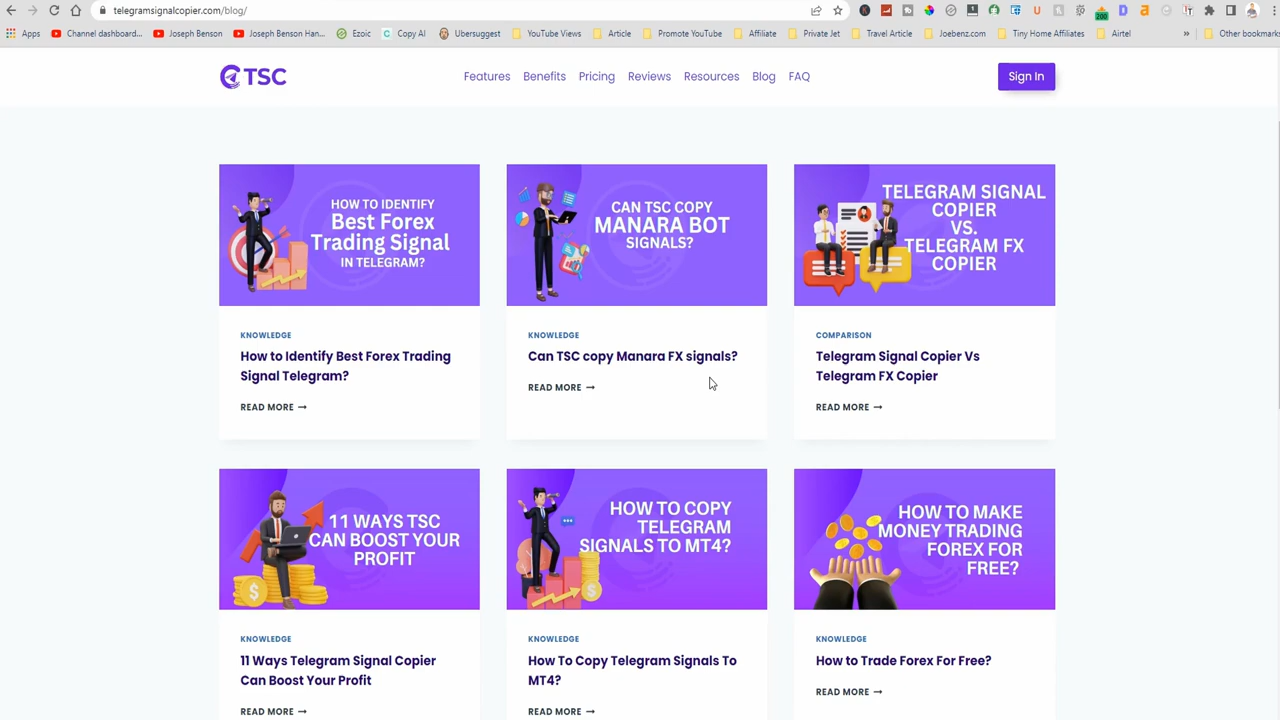 telegramsignalcopier.com/blog/
Apps
Channel dashboard...
Joseph Benson
Joseph Benson Han...
Ezoic
Copy AI
Ubersuggest
YouTube Views
Article
Promote YouTube
Affiliate
Private Jet
Travel Article
Joebenz.com
Tiny Home Affiliates
Airtel
»
Other bookmarks
TSC
Features
Benefits
Pricing
Reviews
Resources
Blog
FAQ
Sign In
HOW TO IDENTIFY
Best Forex
Trading Signal
IN TELEGRAM?
KNOWLEDGE
How to Identify Best Forex Trading
Signal Telegram?
READ MORE →
CAN TSC COPY
MANARA BOT
SIGNALS?
KNOWLEDGE
Can TSC copy Manara FX signals?
READ MORE →
TELEGRAM SIGNAL
COPIER
VS.
TELEGRAM FX
COPIER
COMPARISON
Telegram Signal Copier Vs
Telegram FX Copier
READ MORE →
11 WAYS TSC
CAN BOOST YOUR
PROFIT
KNOWLEDGE
11 Ways Telegram Signal Copier
Can Boost Your Profit
READ MORE →
HOW TO COPY
TELEGRAM
SIGNALS TO MT4?
KNOWLEDGE
How To Copy Telegram Signals To
MT4?
READ MORE →
HOW TO MAKE
MONEY TRADING
FOREX FOR
FREE?
KNOWLEDGE
How to Trade Forex For Free?
READ MORE →